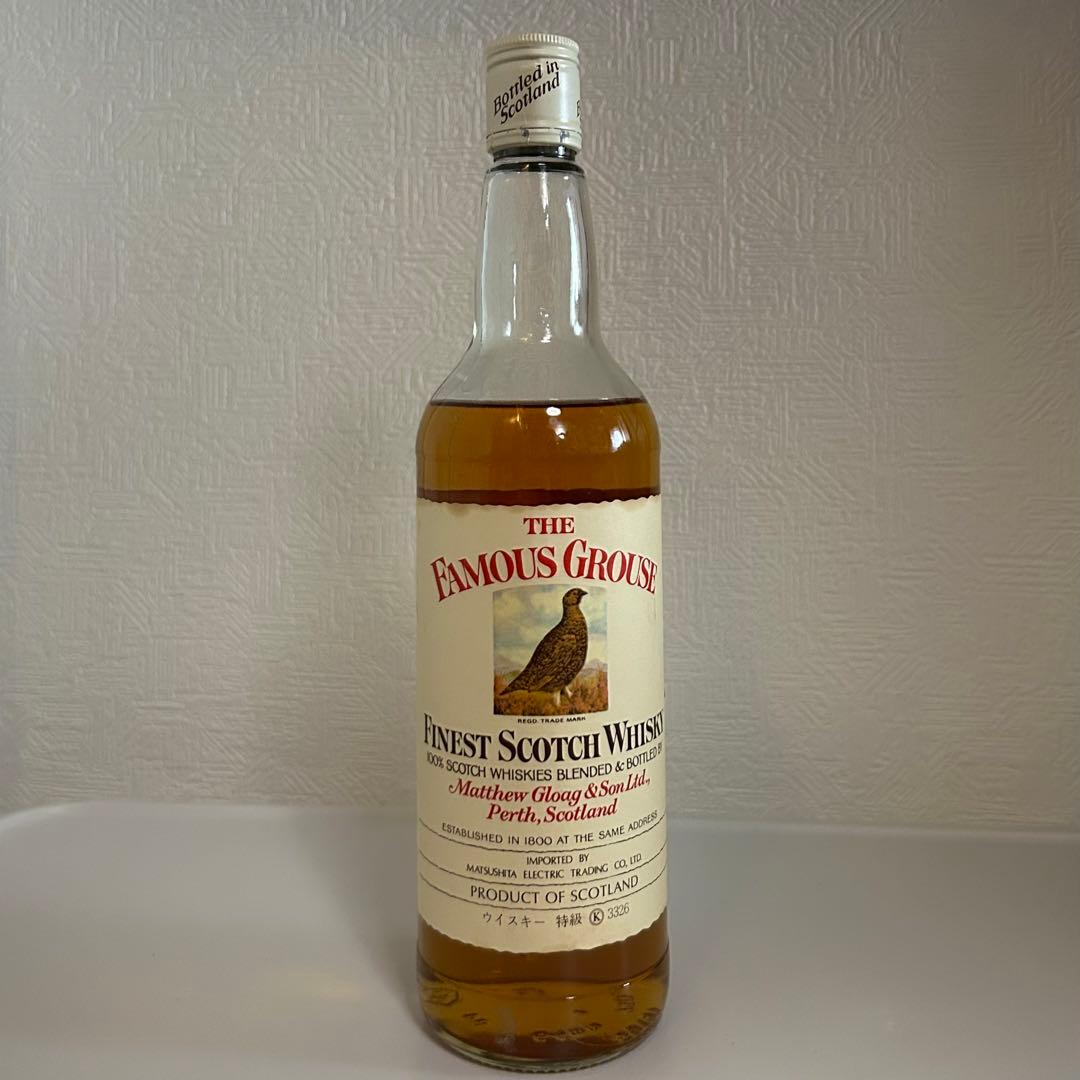 Bottled in
Scotland
THE
FAMOUS GROUSE
REGD. TRADE MARK
FINEST SCOTCH WHISKY
100% SCOTCH WHISKIES BLENDED & BOTTLED BY
Matthew Gloag & Son Ltd.,
Perth, Scotland
ESTABLISHED IN 1800 AT THE SAME ADDRESS
IMPORTED BY
MATSUSHITA ELECTRIC TRADING CO., LTD.
PRODUCT OF SCOTLAND
ウイスキー 特級 Ⓚ 3326